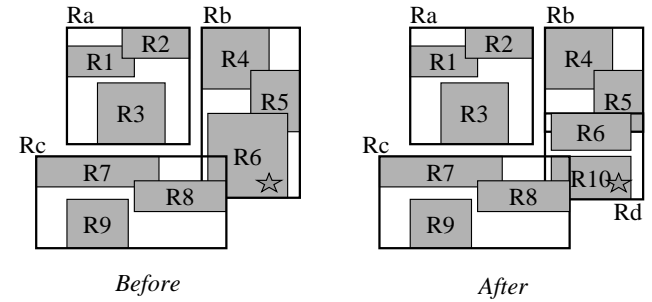 Ra Rb
R2
R1 R4
R3 R5
Rc R6
R7
R8
R9
Before
Ra Rb
R2
R1 R4
R3 R5
R6
Rc
R7 R10
R8
R9 Rd
After